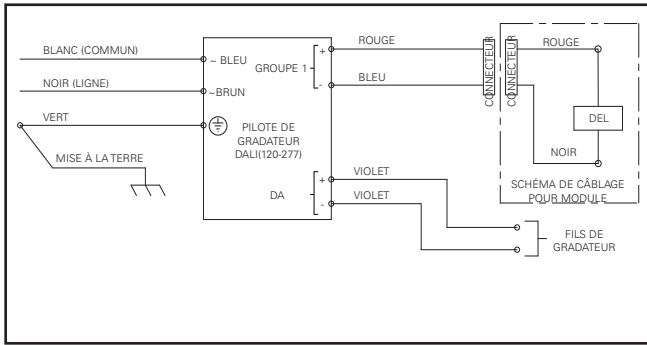 BLANC (COMMUN)
~ BLEU
NOIR (LIGNE)
~BRUN
VERT
MISE À LA TERRE
PILOTE DE
GRADATEUR
DALI(120-277)
GROUPE 1
+
-
DA
+
-
ROUGE
BLEU
VIOLET
VIOLET
CONNECTEUR
CONNECTEUR
ROUGE
DEL
NOIR
SCHÉMA DE CÂBLAGE
POUR MODULE
FILS DE
GRADATEUR